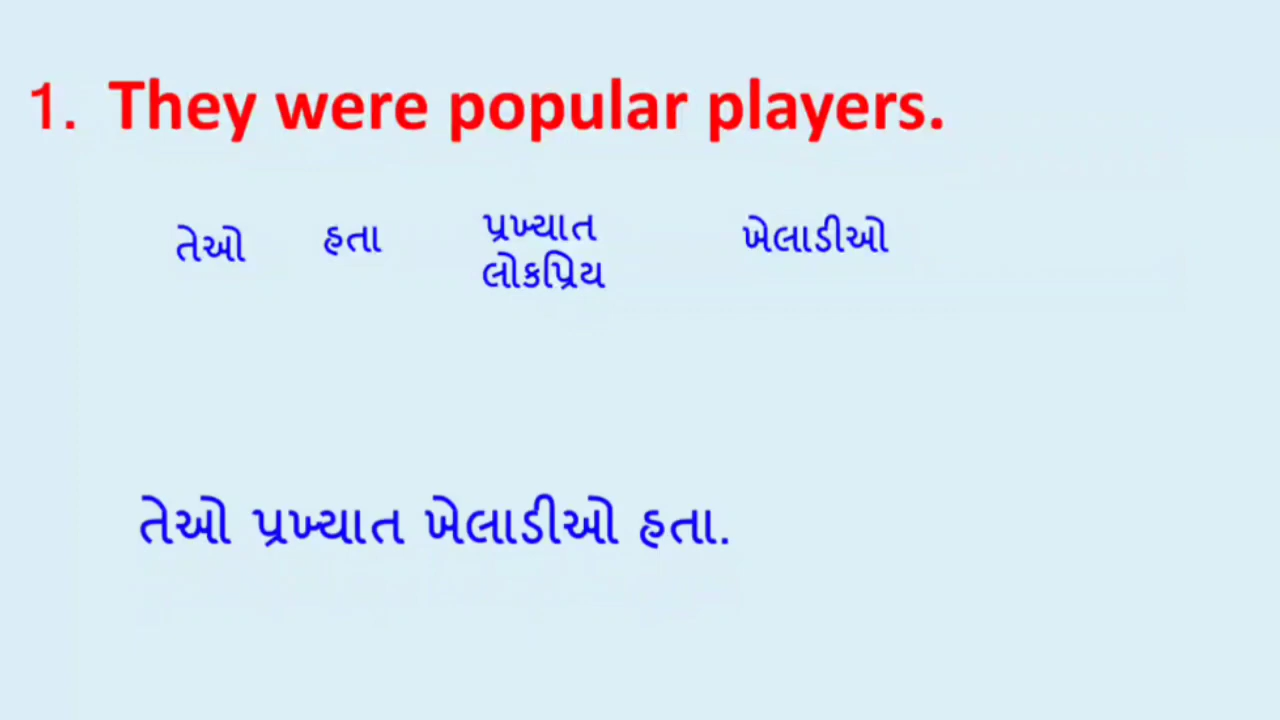 1. They were popular players.
તેઓ હતા પ્રખ્યાત ખેલાડીઓ
લોકપ્રિય
તેઓ પ્રખ્યાત ખેલાડીઓ હતા.